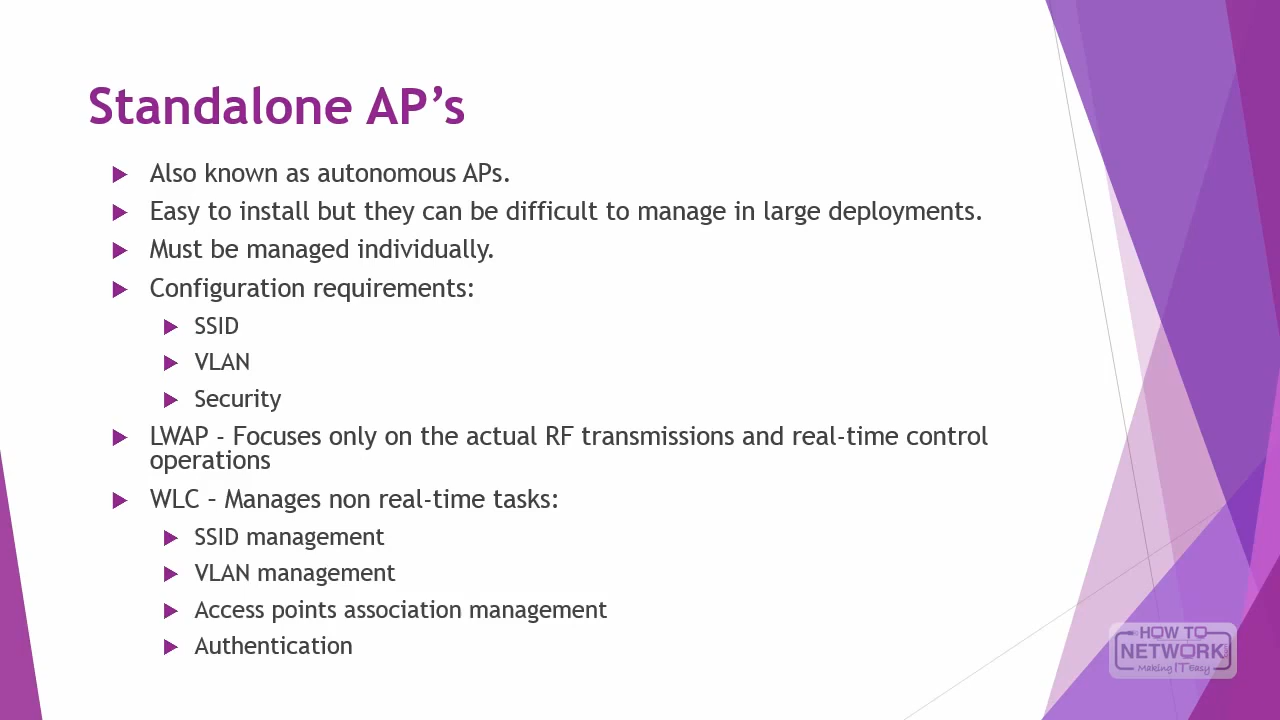 Standalone AP’s
Also known as autonomous APs.
Easy to install but they can be difficult to manage in large deployments.
Must be managed individually.
Configuration requirements:
SSID
VLAN
Security
LWAP - Focuses only on the actual RF transmissions and real-time control
operations
WLC – Manages non real-time tasks:
SSID management
VLAN management
Access points association management
Authentication
HOW TO
NETWORK
Making IT Easy